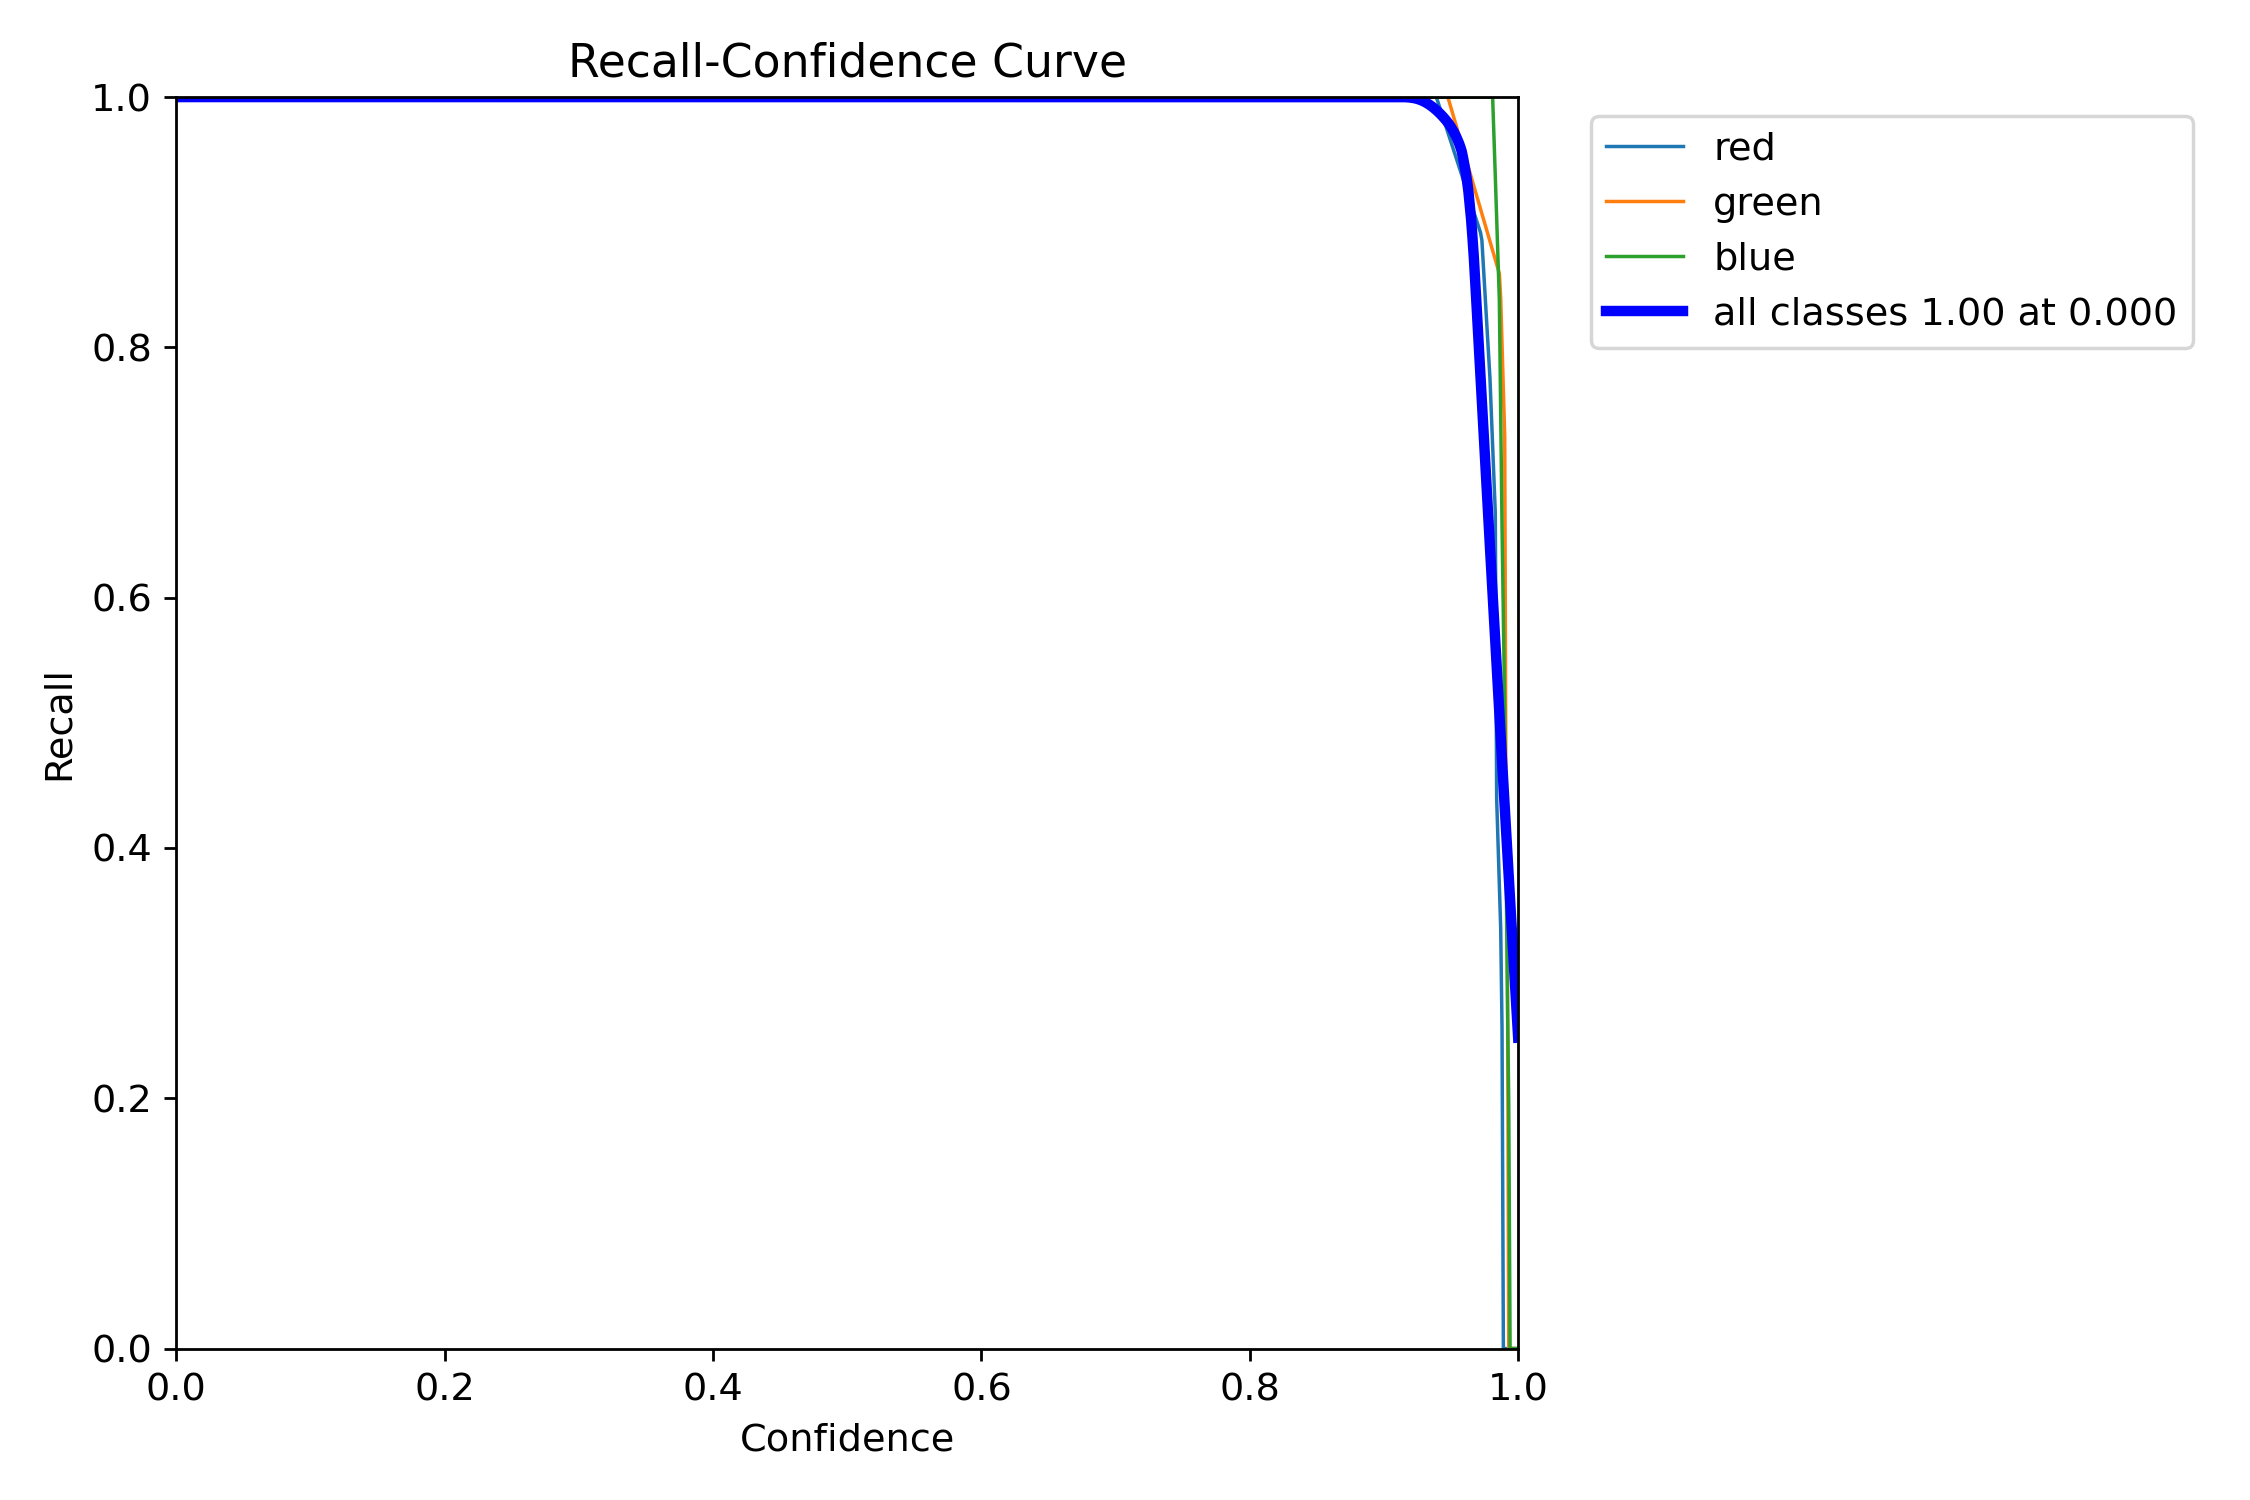 Recall-Confidence Curve
1.0
0.8
0.6
0.4
0.2
0.0
Recall
0.0 0.2 0.4 0.6 0.8 1.0
Confidence
red
green
blue
all classes 1.00 at 0.000